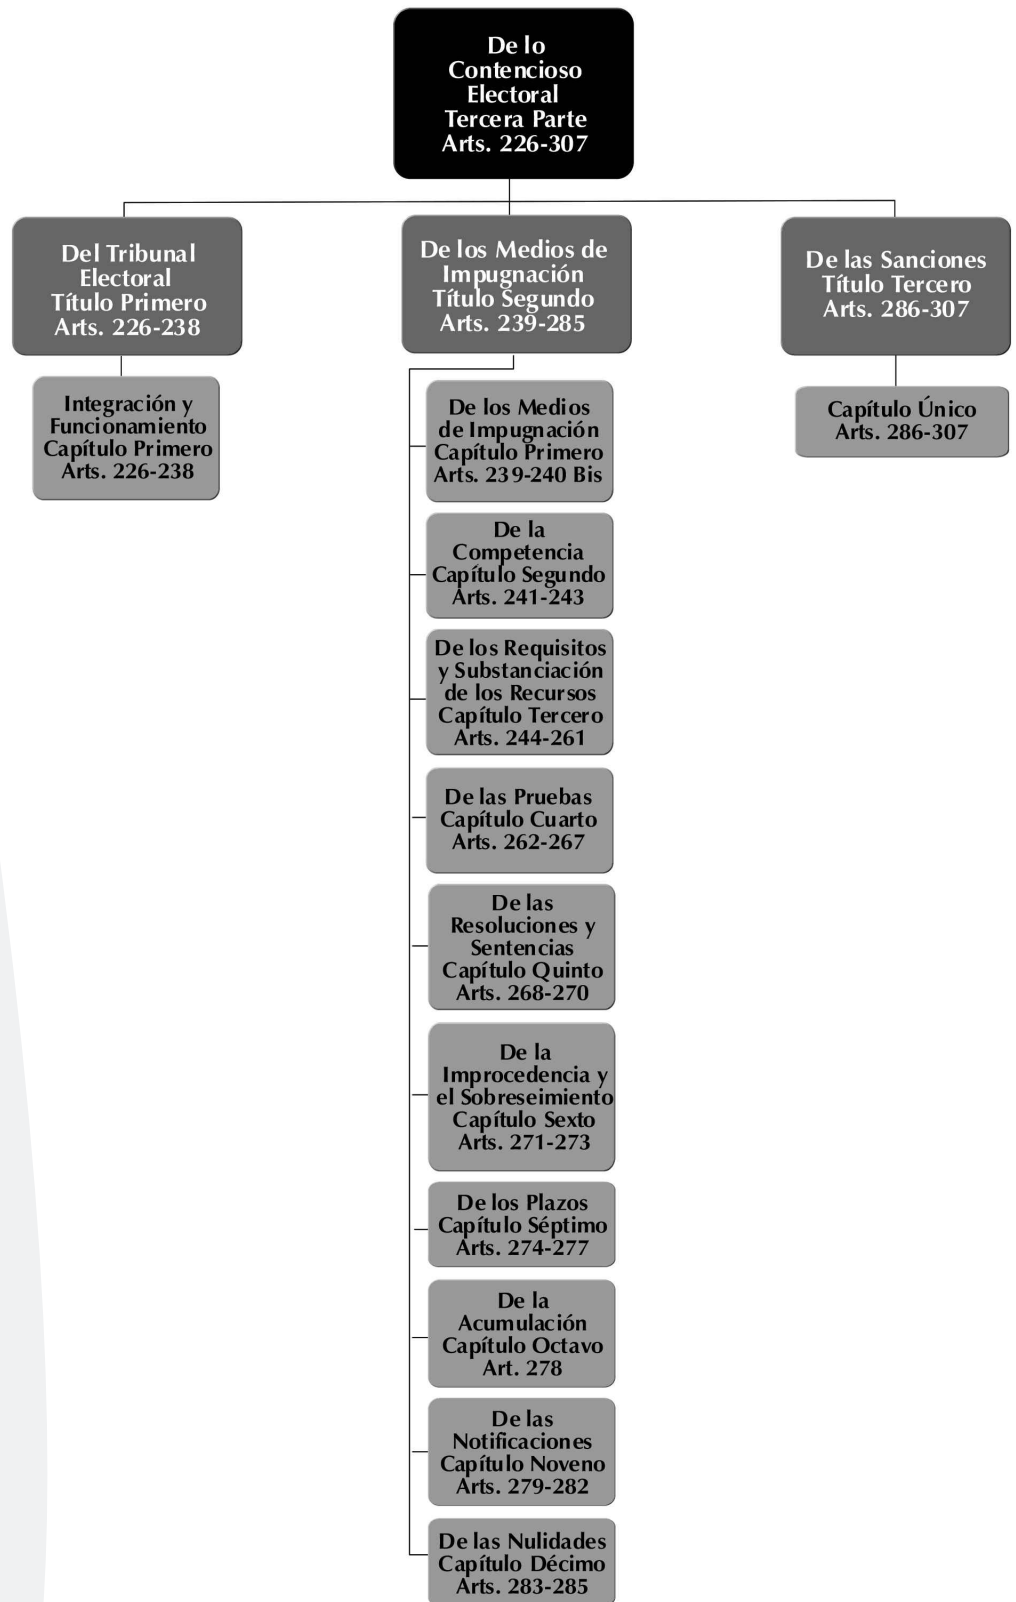 De lo
Contencioso
Electoral
Tercera Parte
Arts. 226-307
Del Tribunal
Electoral
Título Primero
Arts. 226-238
De los Medios de
Impugnación
Título Segundo
Arts. 239-285
De las Sanciones
Título Tercero
Arts. 286-307
Integración y
Funcionamiento
Capítulo Primero
Arts. 226-238
De los Medios
de Impugnación
Capítulo Primero
Arts. 239-240 Bis
Capítulo Único
Arts. 286-307
De la
Competencia
Capítulo Segundo
Arts. 241-243
De los Requisitos
y Substanciación
de los Recursos
Capítulo Tercero
Arts. 244-261
De las Pruebas
Capítulo Cuarto
Arts. 262-267
De las
Resoluciones y
Sentencias
Capítulo Quinto
Arts. 268-270
De la
Improcedencia y
el Sobreseimiento
Capítulo Sexto
Arts. 271-273
De los Plazos
Capítulo Séptimo
Arts. 274-277
De la
Acumulación
Capítulo Octavo
Art. 278
De las
Notificaciones
Capítulo Noveno
Arts. 279-282
De las Nulidades
Capítulo Décimo
Arts. 283-285